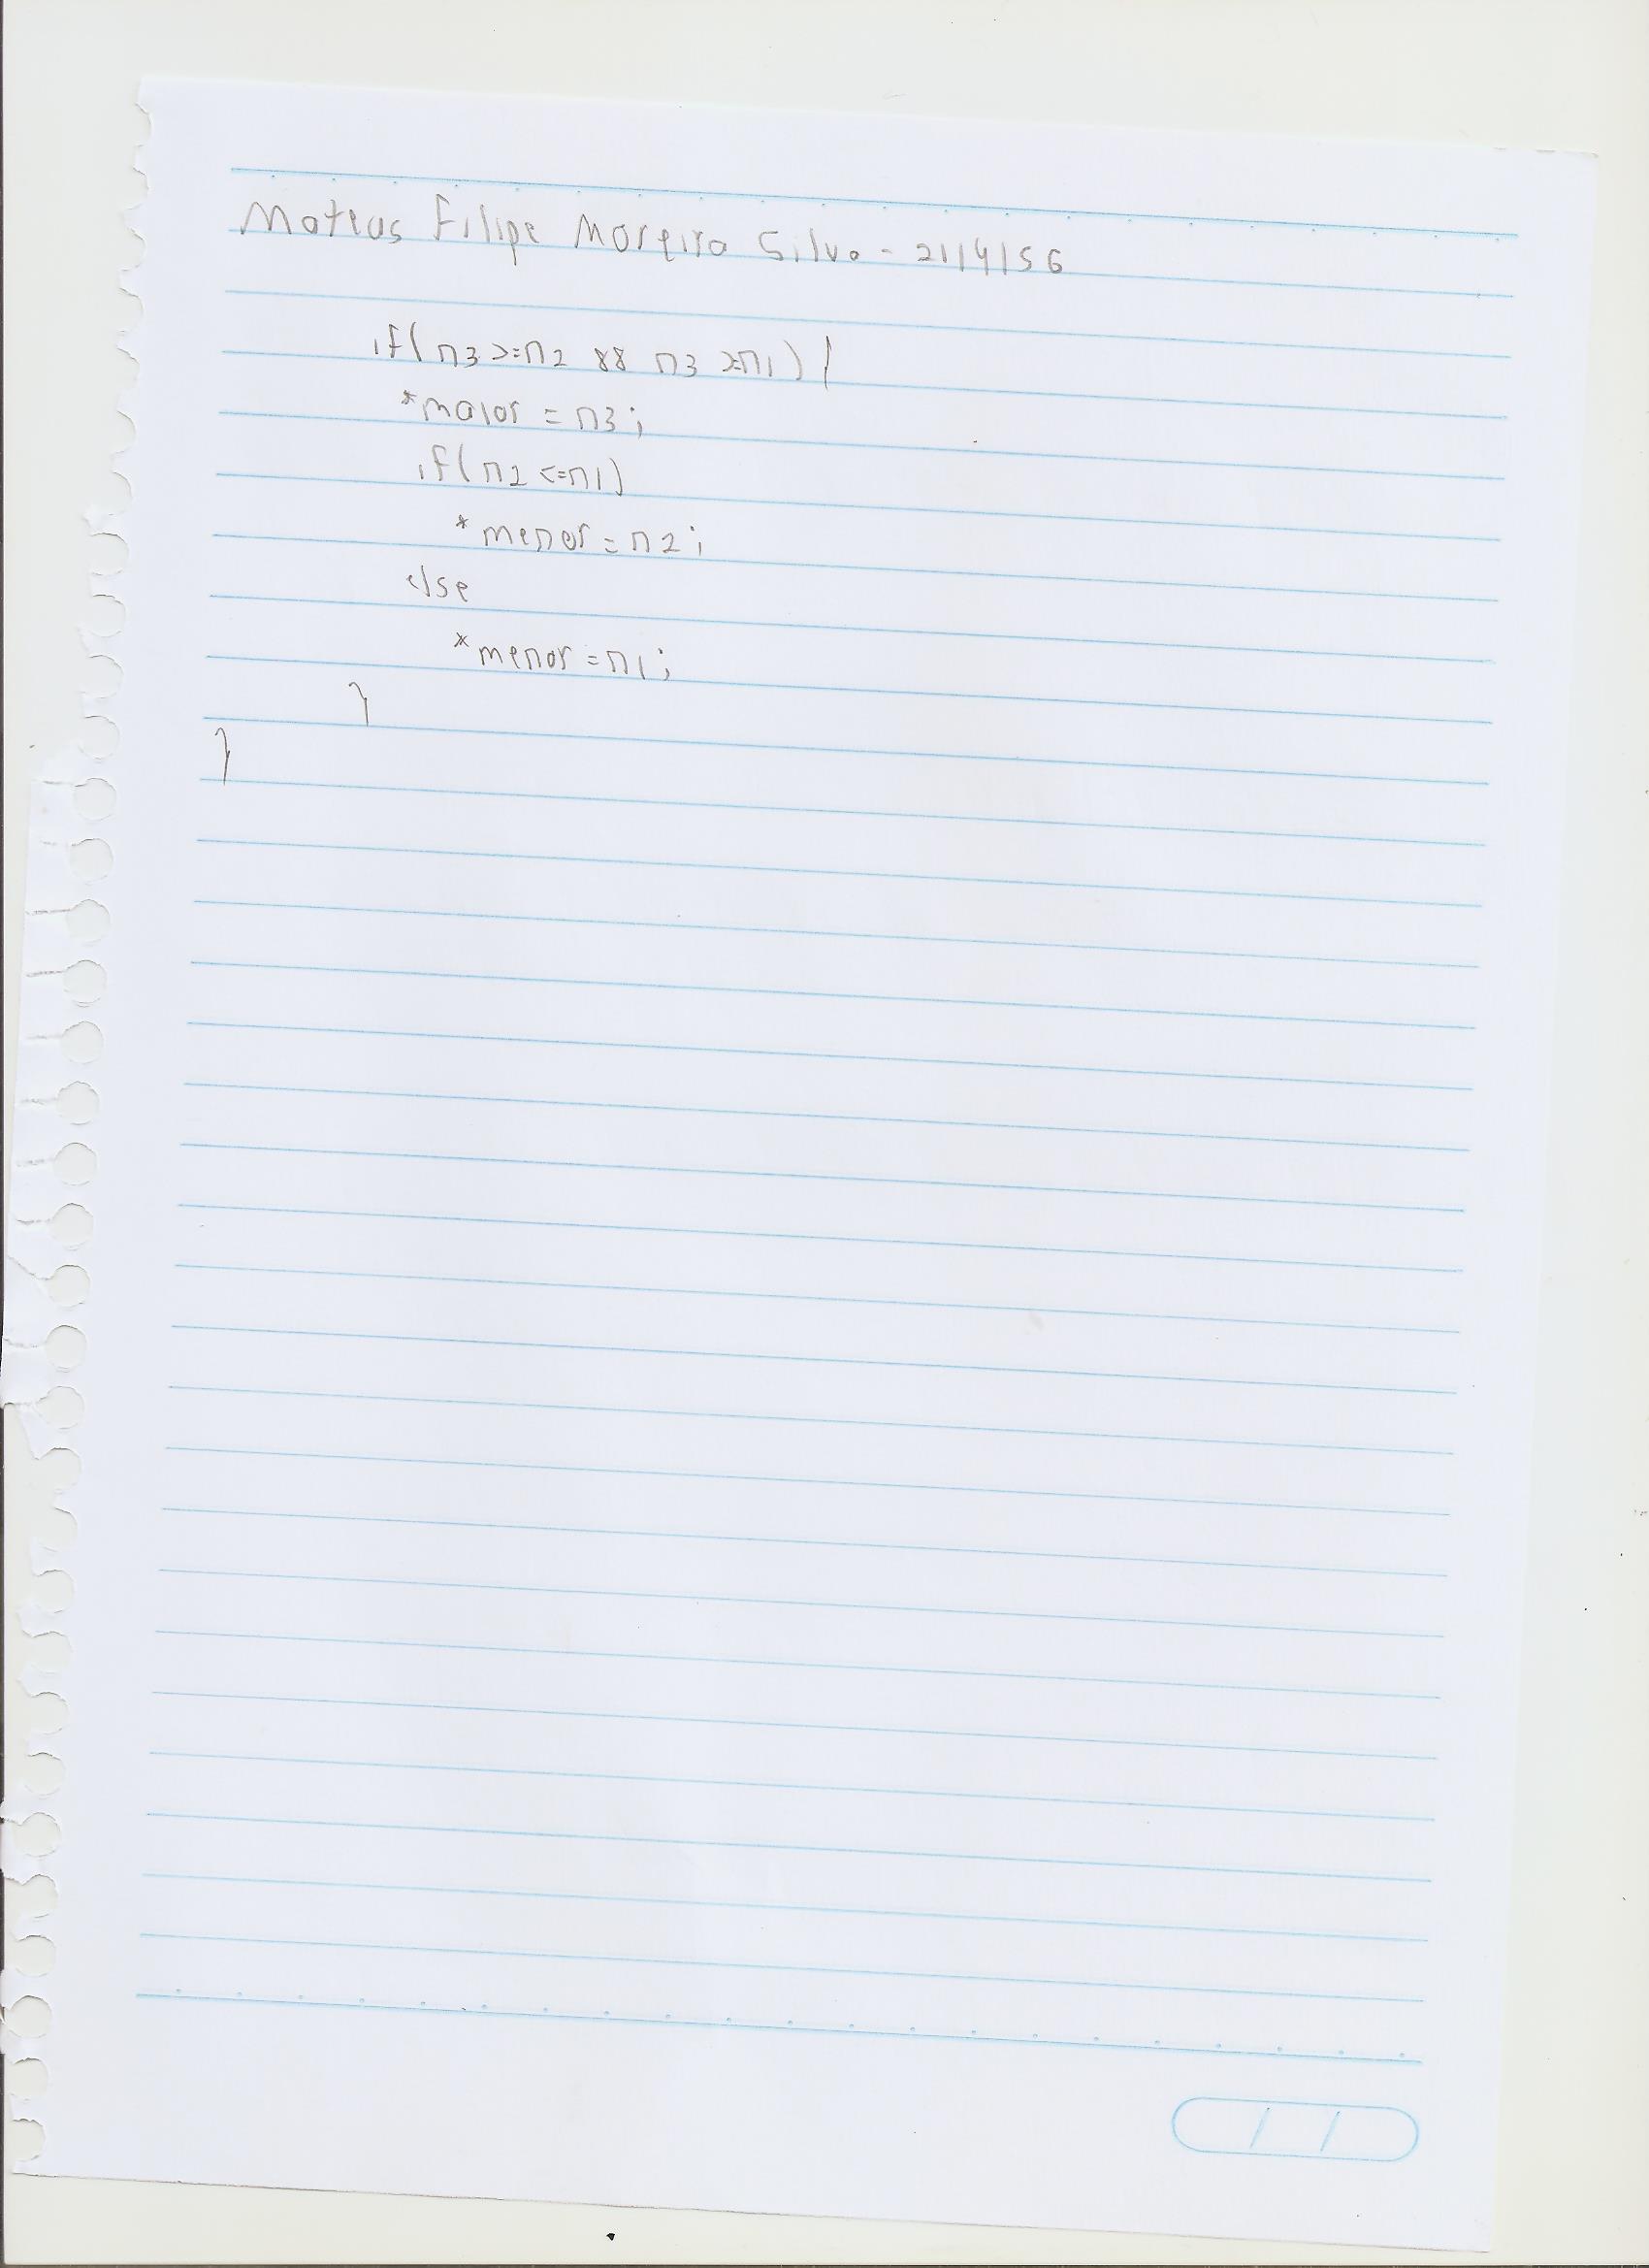 Mateus Filipe Moreira Silva - 2114156
if(n3>=n2 && n3>=n1){
*maior = n3;
if(n2<=n1)
*menor=n2;
else
*menor=n1;
}
}
/ /